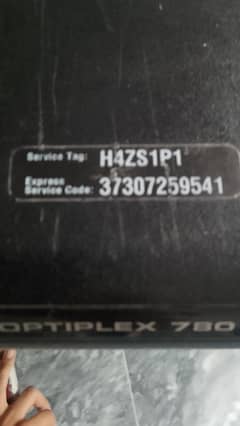 Service Tag: H4ZS1P1
Express
Service Code: 37307259541
OPTIPLEX 780